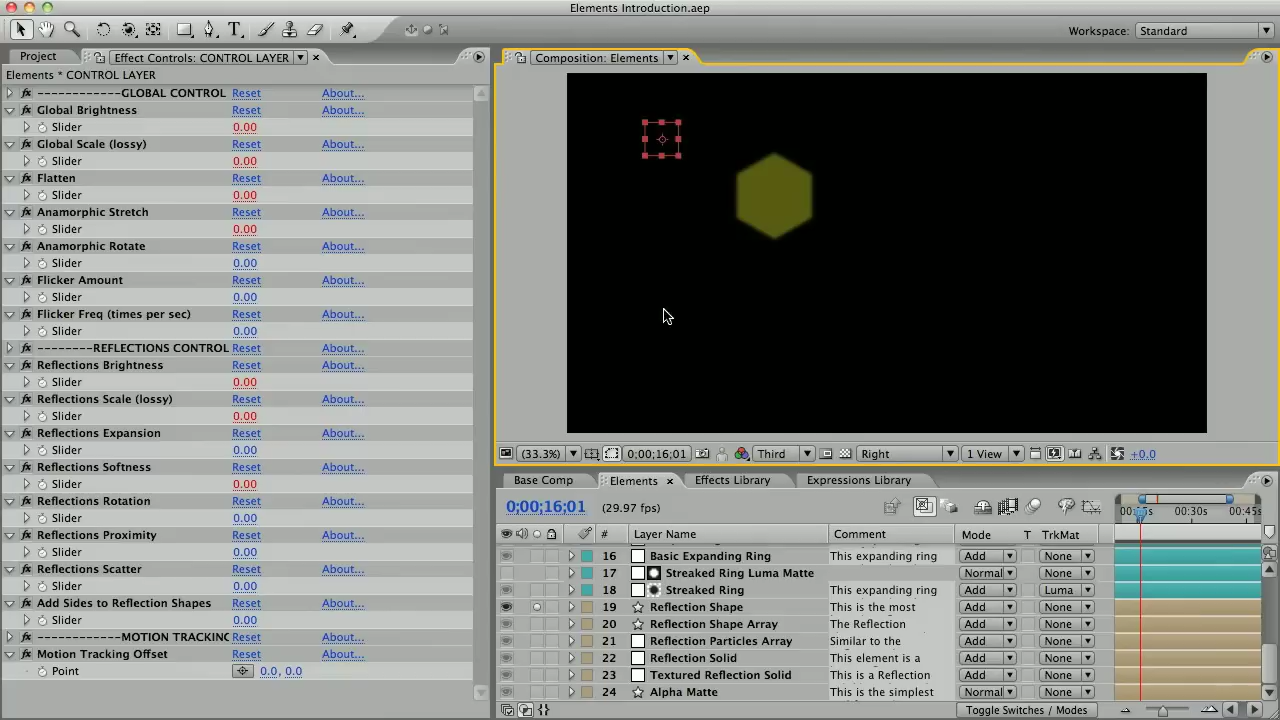 Elements Introduction.aep
T
Workspace: Standard
Project
Effect Controls: CONTROL LAYER
Composition: Elements
Elements * CONTROL LAYER
fx ------------GLOBAL CONTROL Reset About...
fx Global Brightness Reset About...
Slider 0.00
fx Global Scale (lossy) Reset About...
Slider 0.00
fx Flatten Reset About...
Slider 0.00
fx Anamorphic Stretch Reset About...
Slider 0.00
fx Anamorphic Rotate Reset About...
Slider 0.00
fx Flicker Amount Reset About...
Slider 0.00
fx Flicker Freq (times per sec) Reset About...
Slider 0.00
fx --------REFLECTIONS CONTROL Reset About...
fx Reflections Brightness Reset About...
Slider 0.00
fx Reflections Scale (lossy) Reset About...
Slider 0.00
fx Reflections Expansion Reset About...
Slider 0.00
fx Reflections Softness Reset About...
Slider 0.00
fx Reflections Rotation Reset About...
Slider 0.00
fx Reflections Proximity Reset About...
Slider 0.00
fx Reflections Scatter Reset About...
Slider 0.00
fx Add Sides to Reflection Shapes Reset About...
Slider 0.00
fx ------------MOTION TRACKING Reset About...
fx Motion Tracking Offset Reset About...
Point 0.0, 0.0
(33.3%) 0;00;16;01 Third Right 1 View +0.0
Base Comp Elements Effects Library Expressions Library
0;00;16;01 (29.97 fps)
00:30s 00:45s
# Layer Name Comment Mode T TrkMat
16 Basic Expanding Ring This expanding ring Add None
17 Streaked Ring Luma Matte Normal None
18 Streaked Ring This expanding ring Add Luma
19 Reflection Shape This is the most Add None
20 Reflection Shape Array The Reflection Add None
21 Reflection Particles Array Similar to the Add None
22 Reflection Solid This element is a Add None
23 Textured Reflection Solid This is a Reflection Add None
24 Alpha Matte This is the simplest Normal None
Toggle Switches / Modes